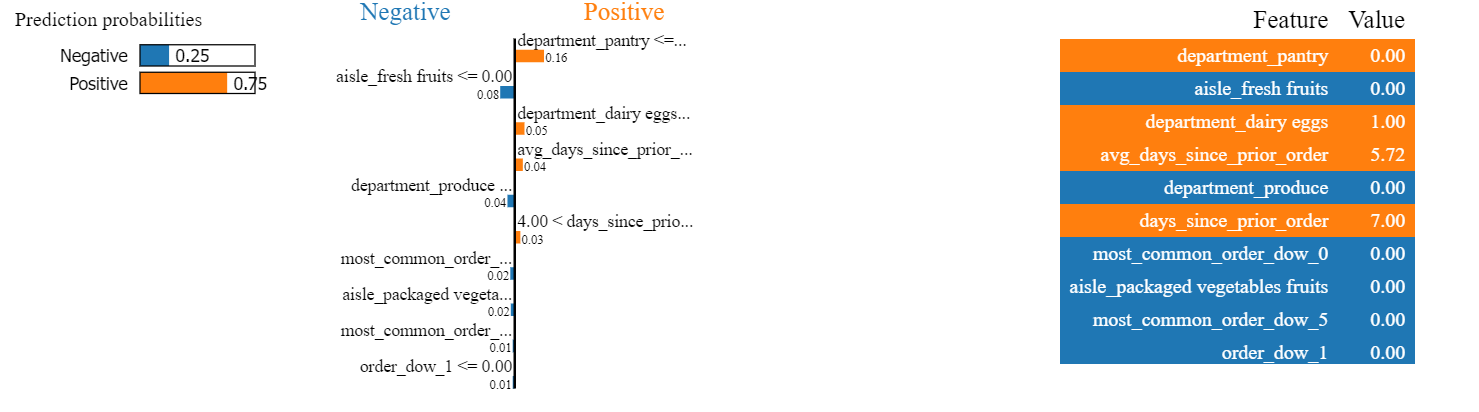 Prediction probabilities
Negative 0.25
Positive 0.75
Negative Positive
department_pantry <=...
0.16
aisle_fresh fruits <= 0.00
0.08
department_dairy eggs...
0.05
avg_days_since_prior_...
0.04
department_produce ...
0.04
4.00 < days_since_prio...
0.03
most_common_order_...
0.02
aisle_packaged vegeta...
0.02
most_common_order_...
0.01
order_dow_1 <= 0.00
0.01
Feature Value
department_pantry 0.00
aisle_fresh fruits 0.00
department_dairy eggs 1.00
avg_days_since_prior_order 5.72
department_produce 0.00
days_since_prior_order 7.00
most_common_order_dow_0 0.00
aisle_packaged vegetables fruits 0.00
most_common_order_dow_5 0.00
order_dow_1 0.00